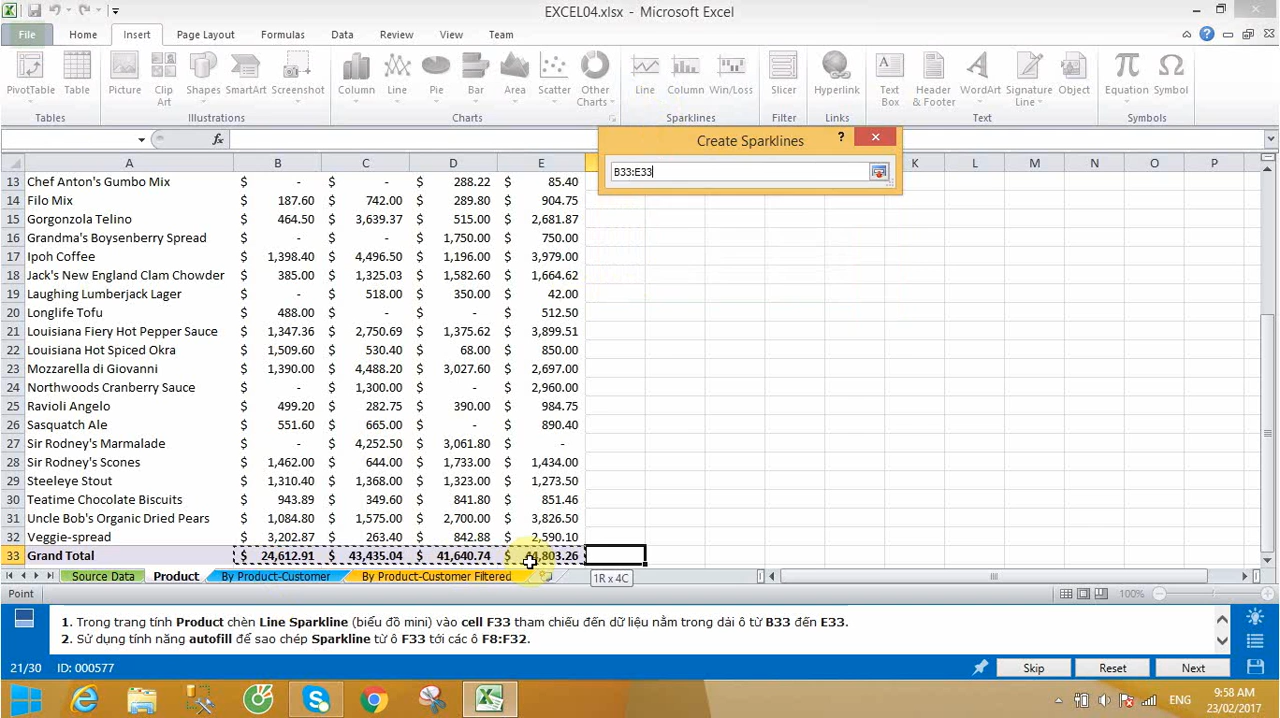 EXCEL04.xlsx - Microsoft Excel
File Home Insert Page Layout Formulas Data Review View Team
PivotTable Table Picture Clip Art Shapes SmartArt Screenshot Column Line Pie Bar Area Scatter Other Charts Line Column Win/Loss Slicer Hyperlink Text Box Header & Footer WordArt Signature Line Object Equation Symbol
Tables Illustrations Charts Sparklines Filter Links Text Symbols
fx
Create Sparklines ?
B33:E33
A B C D E K L M N O P
13 Chef Anton's Gumbo Mix $ - $ - $ 288.22 $ 85.40
14 Filo Mix $ 187.60 $ 742.00 $ 289.80 $ 904.75
15 Gorgonzola Telino $ 464.50 $ 3,639.37 $ 515.00 $ 2,681.87
16 Grandma's Boysenberry Spread $ - $ - $ 1,750.00 $ 750.00
17 Ipoh Coffee $ 1,398.40 $ 4,496.50 $ 1,196.00 $ 3,979.00
18 Jack's New England Clam Chowder $ 385.00 $ 1,325.03 $ 1,582.60 $ 1,664.62
19 Laughing Lumberjack Lager $ - $ 518.00 $ 350.00 $ 42.00
20 Longlife Tofu $ 488.00 $ - $ - $ 512.50
21 Louisiana Fiery Hot Pepper Sauce $ 1,347.36 $ 2,750.69 $ 1,375.62 $ 3,899.51
22 Louisiana Hot Spiced Okra $ 1,509.60 $ 530.40 $ 68.00 $ 850.00
23 Mozzarella di Giovanni $ 1,390.00 $ 4,488.20 $ 3,027.60 $ 2,697.00
24 Northwoods Cranberry Sauce $ - $ 1,300.00 $ - $ 2,960.00
25 Ravioli Angelo $ 499.20 $ 282.75 $ 390.00 $ 984.75
26 Sasquatch Ale $ 551.60 $ 665.00 $ - $ 890.40
27 Sir Rodney's Marmalade $ - $ 4,252.50 $ 3,061.80 $ -
28 Sir Rodney's Scones $ 1,462.00 $ 644.00 $ 1,733.00 $ 1,434.00
29 Steeleye Stout $ 1,310.40 $ 1,368.00 $ 1,323.00 $ 1,273.50
30 Teatime Chocolate Biscuits $ 943.89 $ 349.60 $ 841.80 $ 851.46
31 Uncle Bob's Organic Dried Pears $ 1,084.80 $ 1,575.00 $ 2,700.00 $ 3,826.50
32 Veggie-spread $ 3,202.87 $ 263.40 $ 842.88 $ 2,590.10
33 Grand Total $ 24,612.91 $ 43,435.04 $ 41,640.74 $
Source Data Product By Product-Customer By Product-Customer Filtered 1R x 4C
Point 100%
1. Trong trang tính Product chèn Line Sparkline (biểu đồ mini) vào cell F33 tham chiếu đến dữ liệu nằm trong dải ô từ B33 đến E33.
2. Sử dụng tính năng autofill để sao chép Sparkline từ ô F33 tới các ô F8:F32.
21/30 ID: 000577 Skip Reset Next
ENG 9:58 AM
23/02/2017